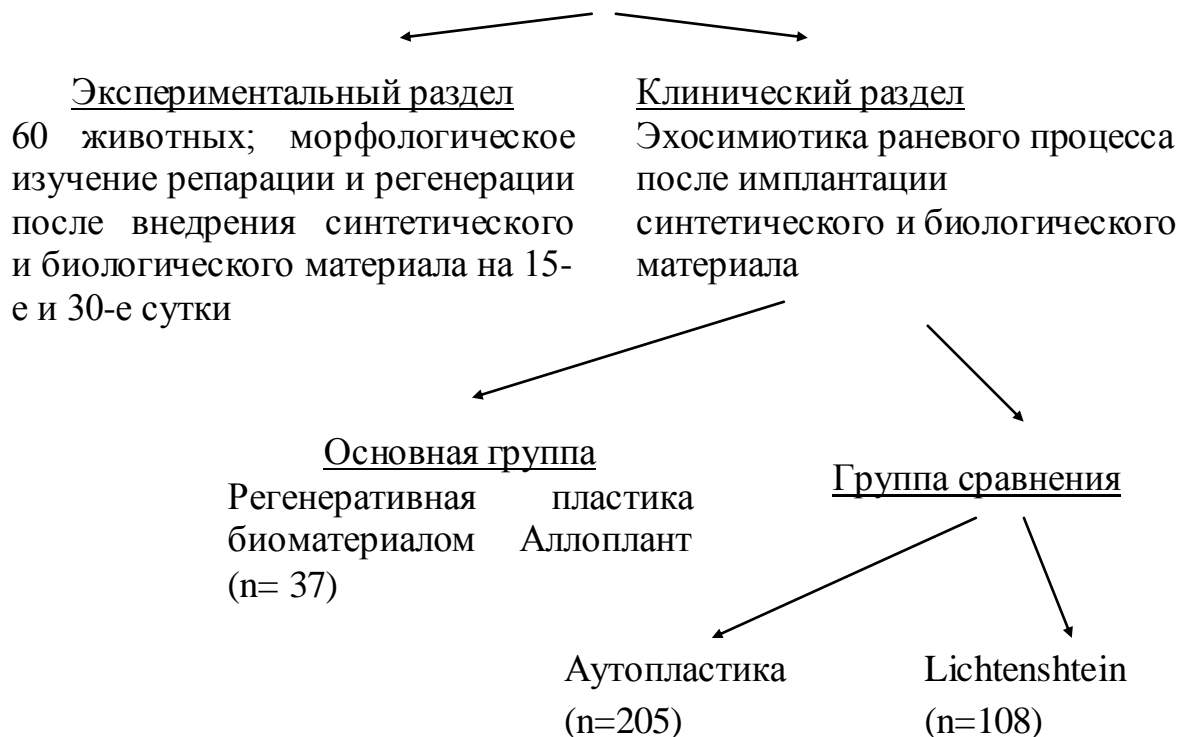 Экспериментальный раздел
60 животных; морфологическое
изучение репарации и регенерации
после внедрения синтетического
и биологического материала на 15-
е и 30-е сутки
Клинический раздел
Эхосимиотика раневого процесса
после имплантации
синтетического и биологического
материала
Основная группа
Регенеративная пластика
биоматериалом Аллоплант
(n= 37)
Группа сравнения
Аутопластика
(n=205)
Lichtenshtein
(n=108)